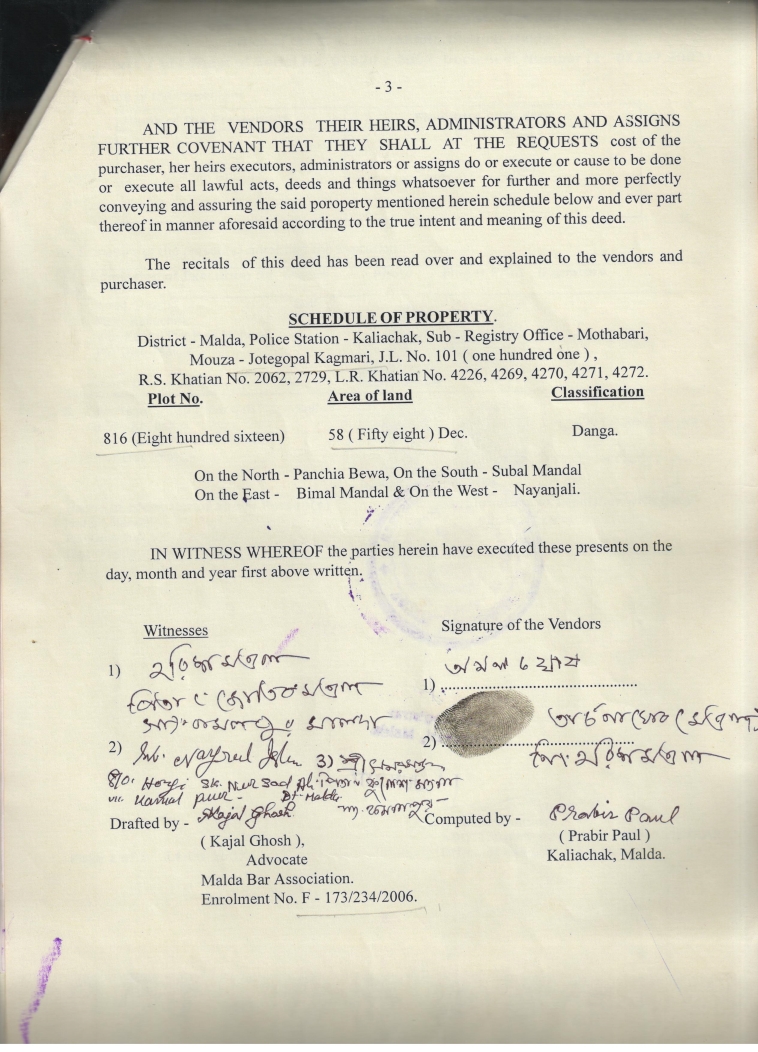 - 3 -
AND THE VENDORS THEIR HEIRS, ADMINISTRATORS AND ASSIGNS
FURTHER COVENANT THAT THEY SHALL AT THE REQUESTS cost of the
purchaser, her heirs executors, administrators or assigns do or execute or cause to be done
or execute all lawful acts, deeds and things whatsoever for further and more perfectly
conveying and assuring the said poroperty mentioned herein schedule below and ever part
thereof in manner aforesaid according to the true intent and meaning of this deed.
The recitals of this deed has been read over and explained to the vendors and
purchaser.
SCHEDULE OF PROPERTY.
District - Malda, Police Station - Kaliachak, Sub - Registry Office - Mothabari,
Mouza - Jotegopal Kagmari, J.L. No. 101 ( one hundred one ) ,
R.S. Khatian No. 2062, 2729, L.R. Khatian No. 4226, 4269, 4270, 4271, 4272.
Plot No. Area of land Classification
816 (Eight hundred sixteen) 58 ( Fifty eight ) Dec. Danga.
On the North - Panchia Bewa, On the South - Subal Mandal
On the East - Bimal Mandal & On the West - Nayanjali.
IN WITNESS WHEREOF the parties herein have executed these presents on the
day, month and year first above written.
Witnesses Signature of the Vendors
1) হরিশ মন্ডল
1) ....................................
2) ....................................
2) 3) শ্রী
S/O. SK. Nur
Drafted by - Kajal Ghosh Computed by - Prabir Paul
( Kajal Ghosh ), ( Prabir Paul )
Advocate Kaliachak, Malda.
Malda Bar Association.
Enrolment No. F - 173/234/2006.